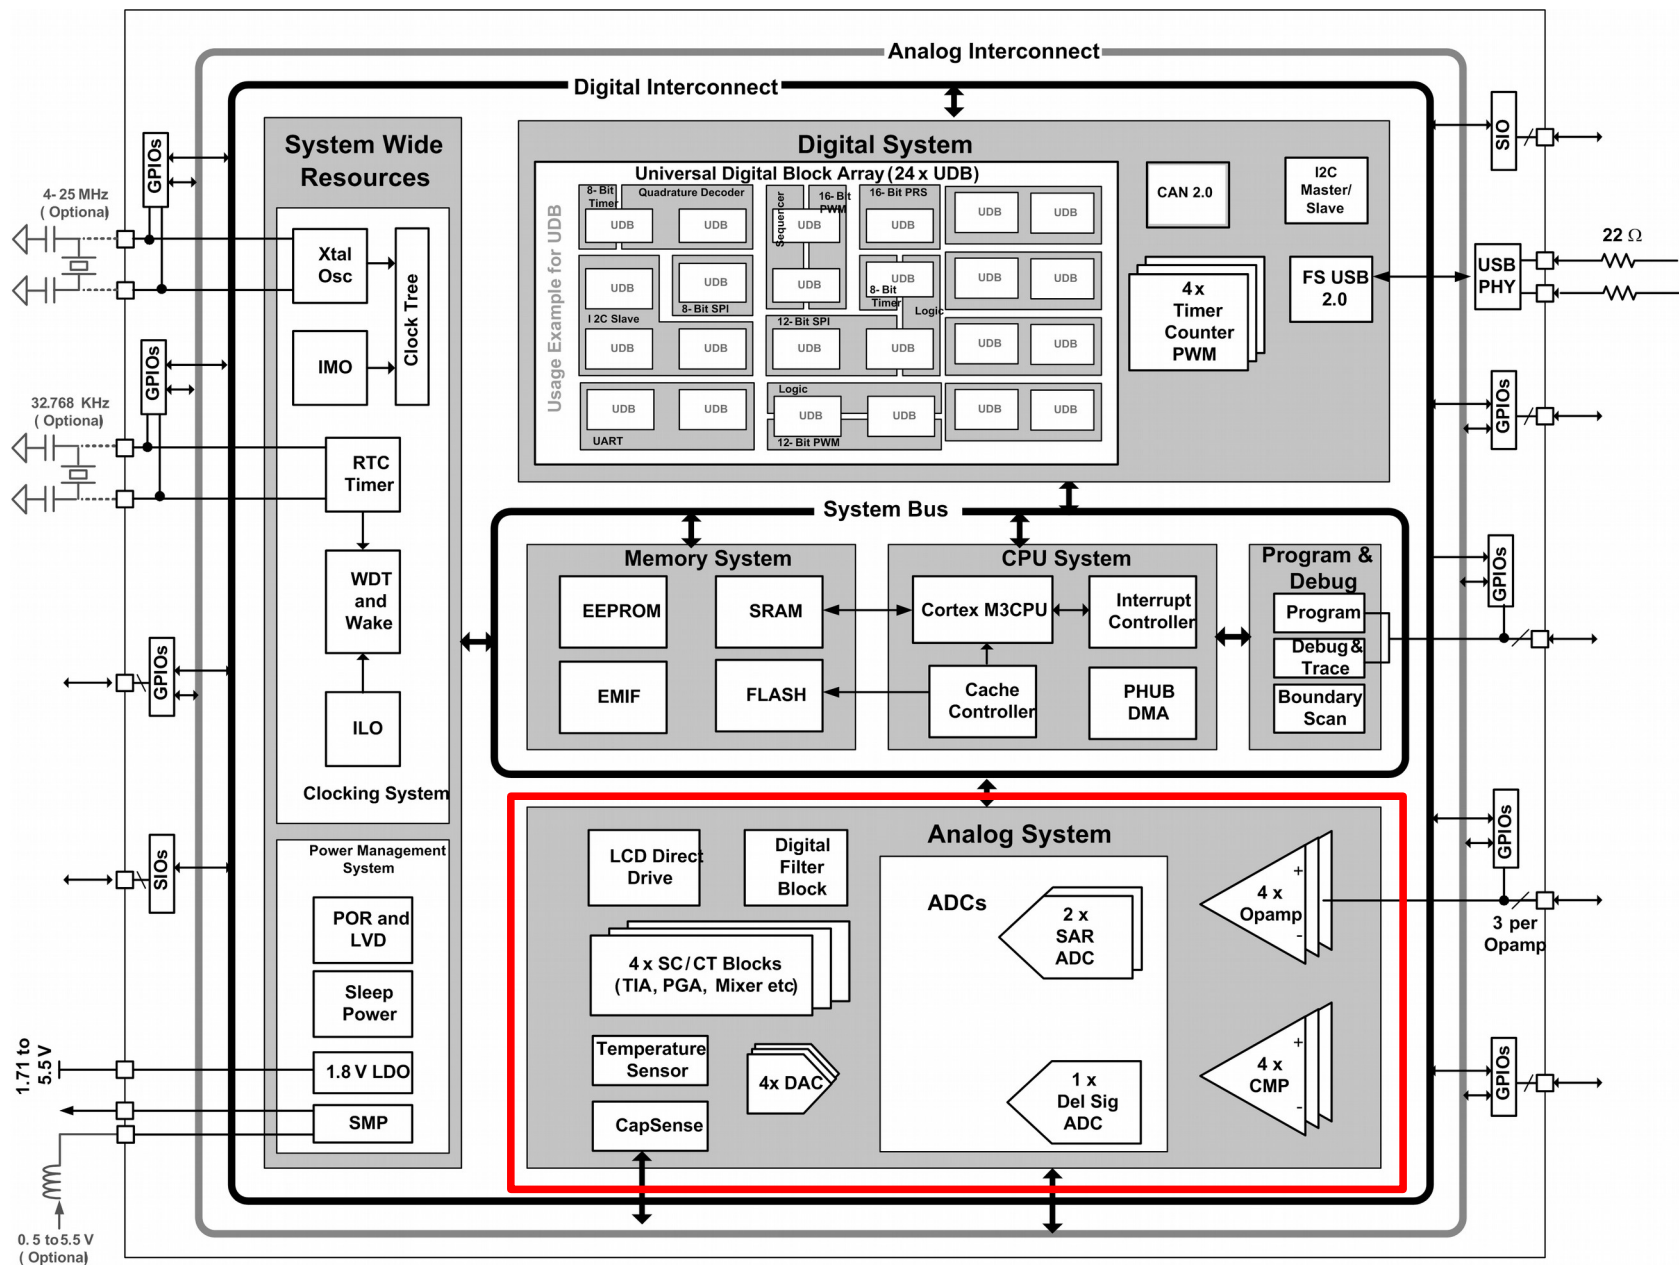 Analog Interconnect
Digital Interconnect
System Wide
Resources
Xtal
Osc
Clock Tree
IMO
RTC
Timer
WDT
and
Wake
ILO
Clocking System
Power Management
System
POR and
LVD
Sleep
Power
1.8 V LDO
SMP
GPIOs
4- 25 MHz
( Optional)
GPIOs
32.768 KHz
( Optional)
GPIOs
SIOs
1.71 to
5.5 V
0. 5 to 5.5 V
( Optional)
Digital System
Universal Digital Block Array (24 x UDB)
Usage Example for UDB
8- Bit
Timer
Quadrature Decoder
Sequencer
16- Bit
PWM
16- Bit PRS
UDB
UDB
UDB
UDB
UDB
UDB
UDB
UDB
UDB
UDB
UDB
UDB
I 2C Slave
8- Bit SPI
8- Bit
Timer
Logic
12- Bit SPI
UDB
UDB
UDB
UDB
UDB
UDB
Logic
UDB
UDB
UDB
UDB
UDB
UDB
UART
12- Bit PWM
CAN 2.0
I2C
Master/
Slave
4 x
Timer
Counter
PWM
FS USB
2.0
SIO
USB
PHY
22 Ω
GPIOs
GPIOs
GPIOs
3 per
Opamp
GPIOs
System Bus
Memory System
EEPROM
SRAM
EMIF
FLASH
CPU System
Cortex M3CPU
Interrupt
Controller
Cache
Controller
PHUB
DMA
Program &
Debug
Program
Debug &
Trace
Boundary
Scan
Analog System
LCD Direct
Drive
Digital
Filter
Block
4 x SC / CT Blocks
(TIA, PGA, Mixer etc)
Temperature
Sensor
4x DAC
CapSense
ADCs
2 x
SAR
ADC
1 x
Del Sig
ADC
+
4 x
Opamp
-
+
4 x
CMP
-